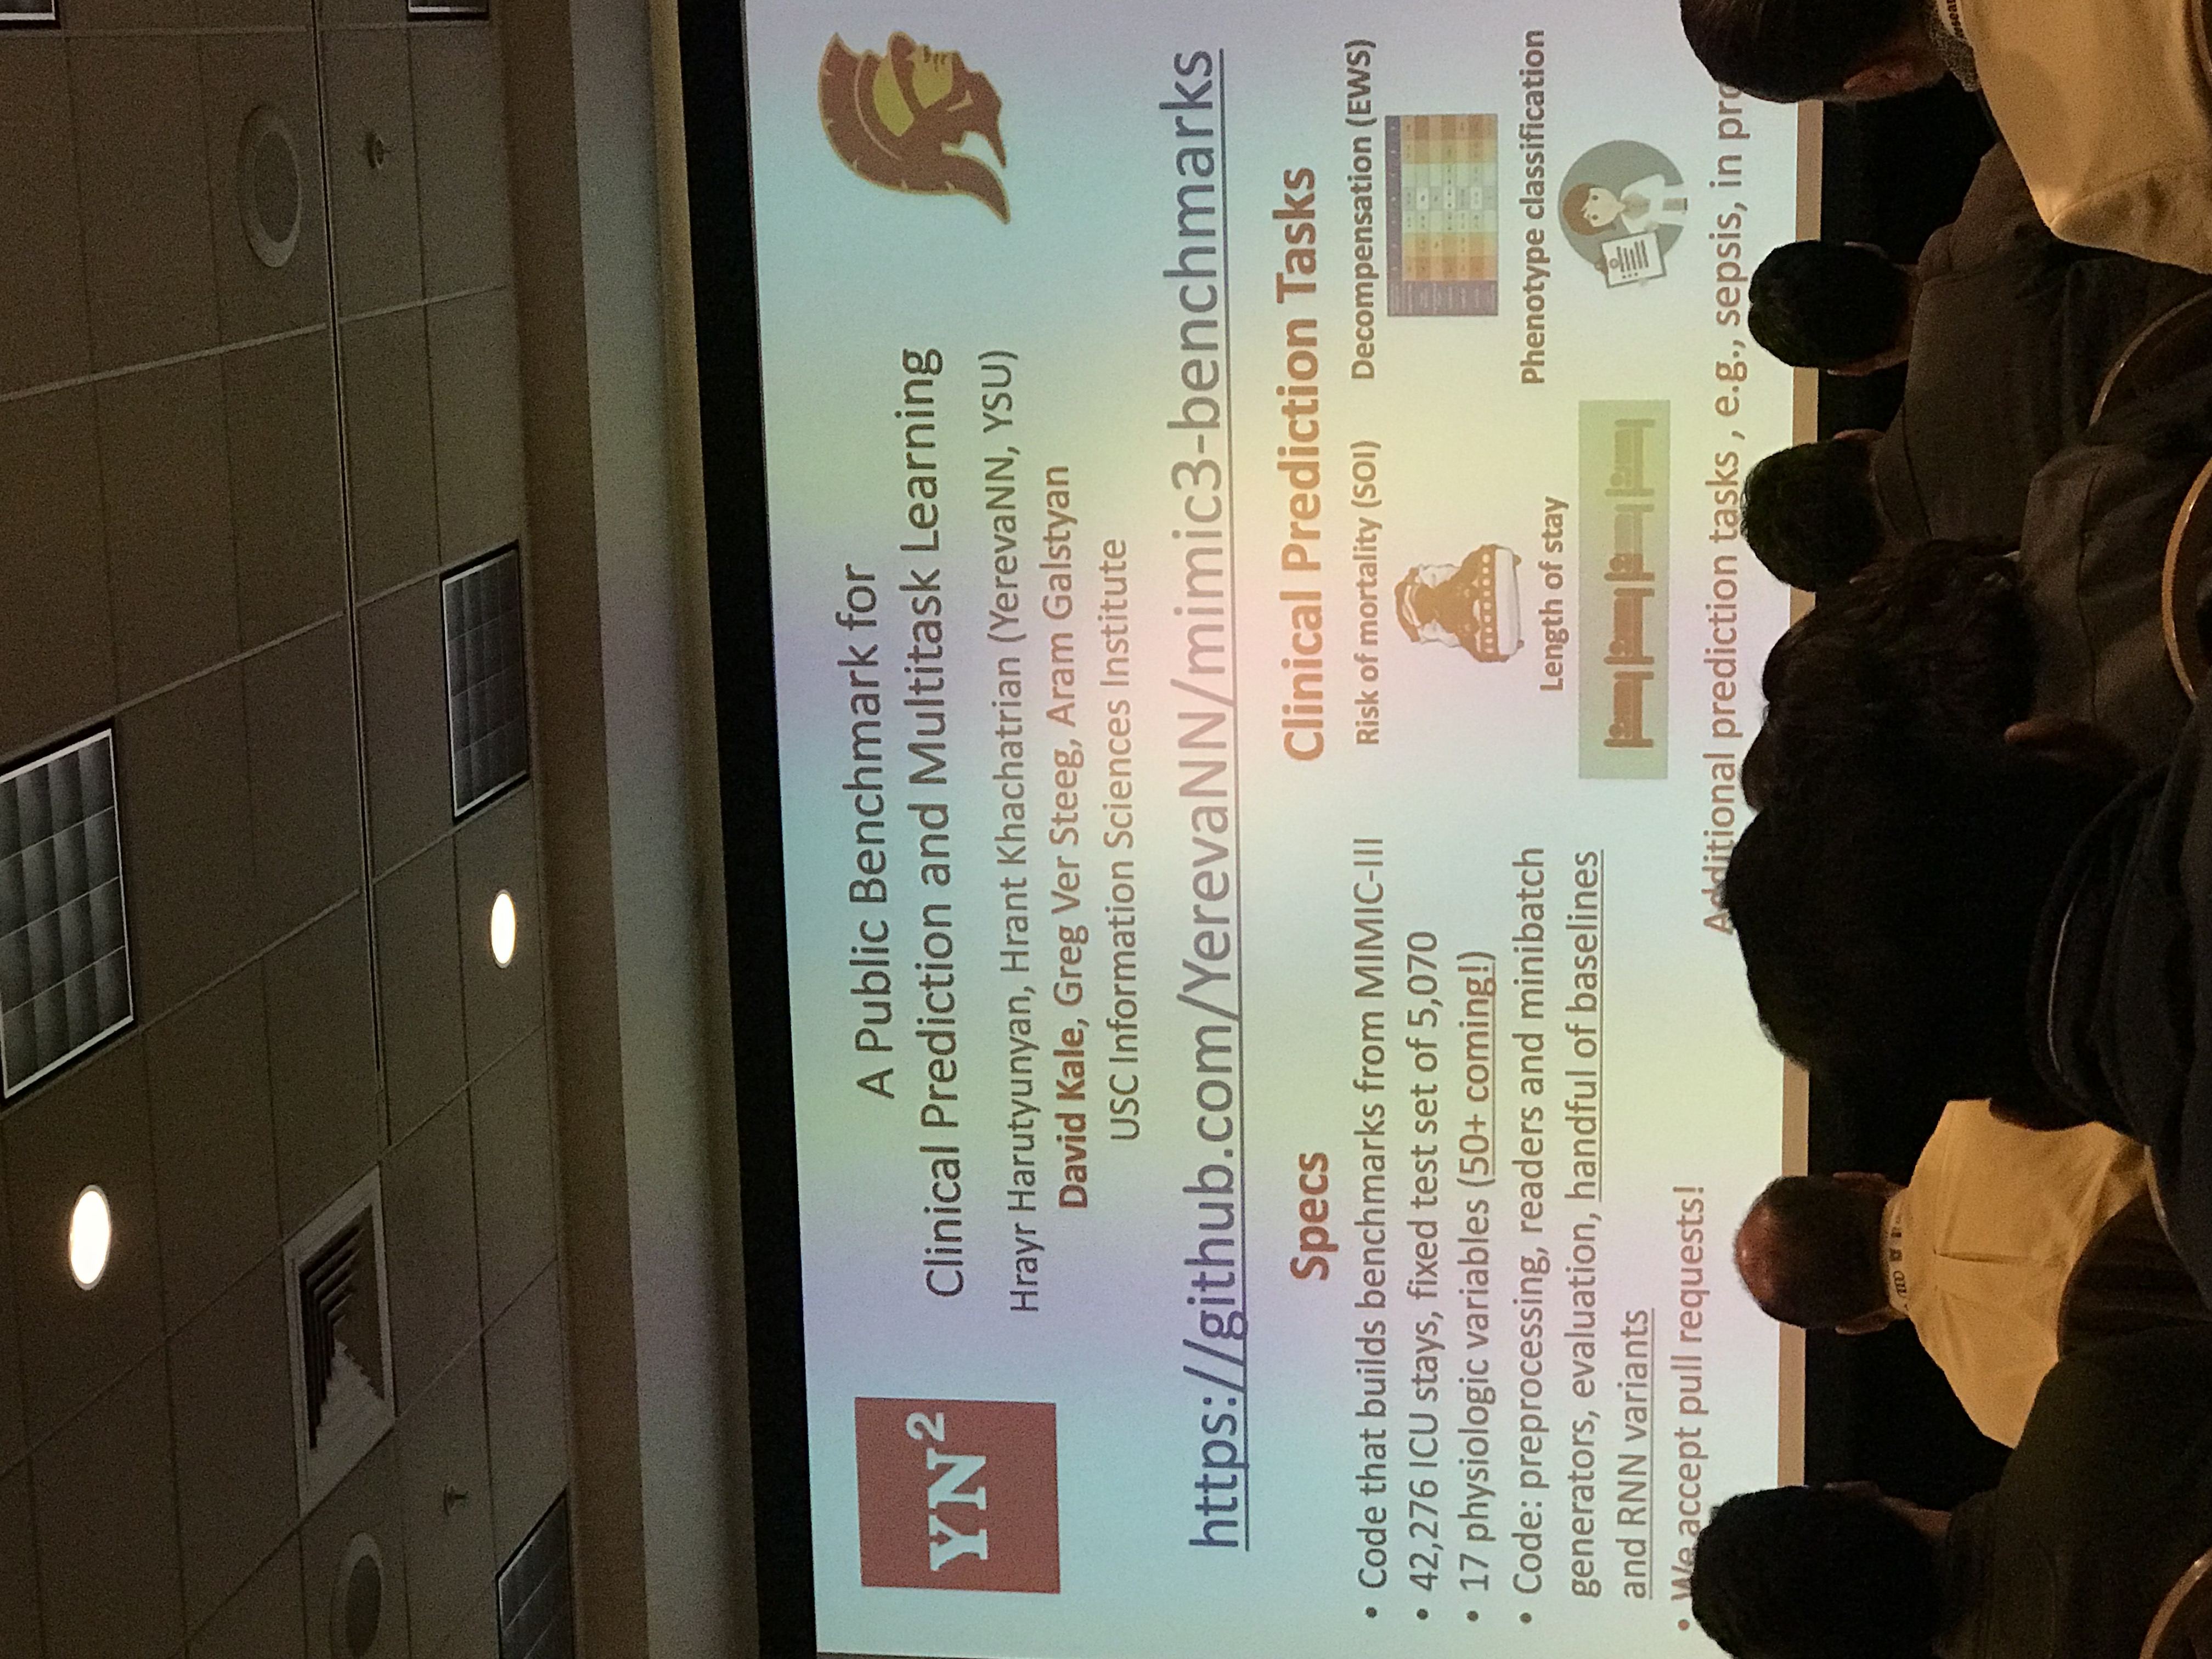 YN²
A Public Benchmark for
Clinical Prediction and Multitask Learning
Hrayr Harutyunyan, Hrant Khachatrian (YerevaNN, YSU)
David Kale, Greg Ver Steeg, Aram Galstyan
USC Information Sciences Institute
https://github.com/YerevaNN/mimic3-benchmarks
Specs
• Code that builds benchmarks from MIMIC-III
• 42,276 ICU stays, fixed test set of 5,070
• 17 physiologic variables (50+ coming!)
• Code: preprocessing, readers and minibatch
generators, evaluation, handful of baselines
and RNN variants
• We accept pull requests!
Clinical Prediction Tasks
Risk of mortality (SOI)
Decompensation (EWS)
Length of stay
Phenotype classification
Additional prediction tasks , e.g., sepsis, in